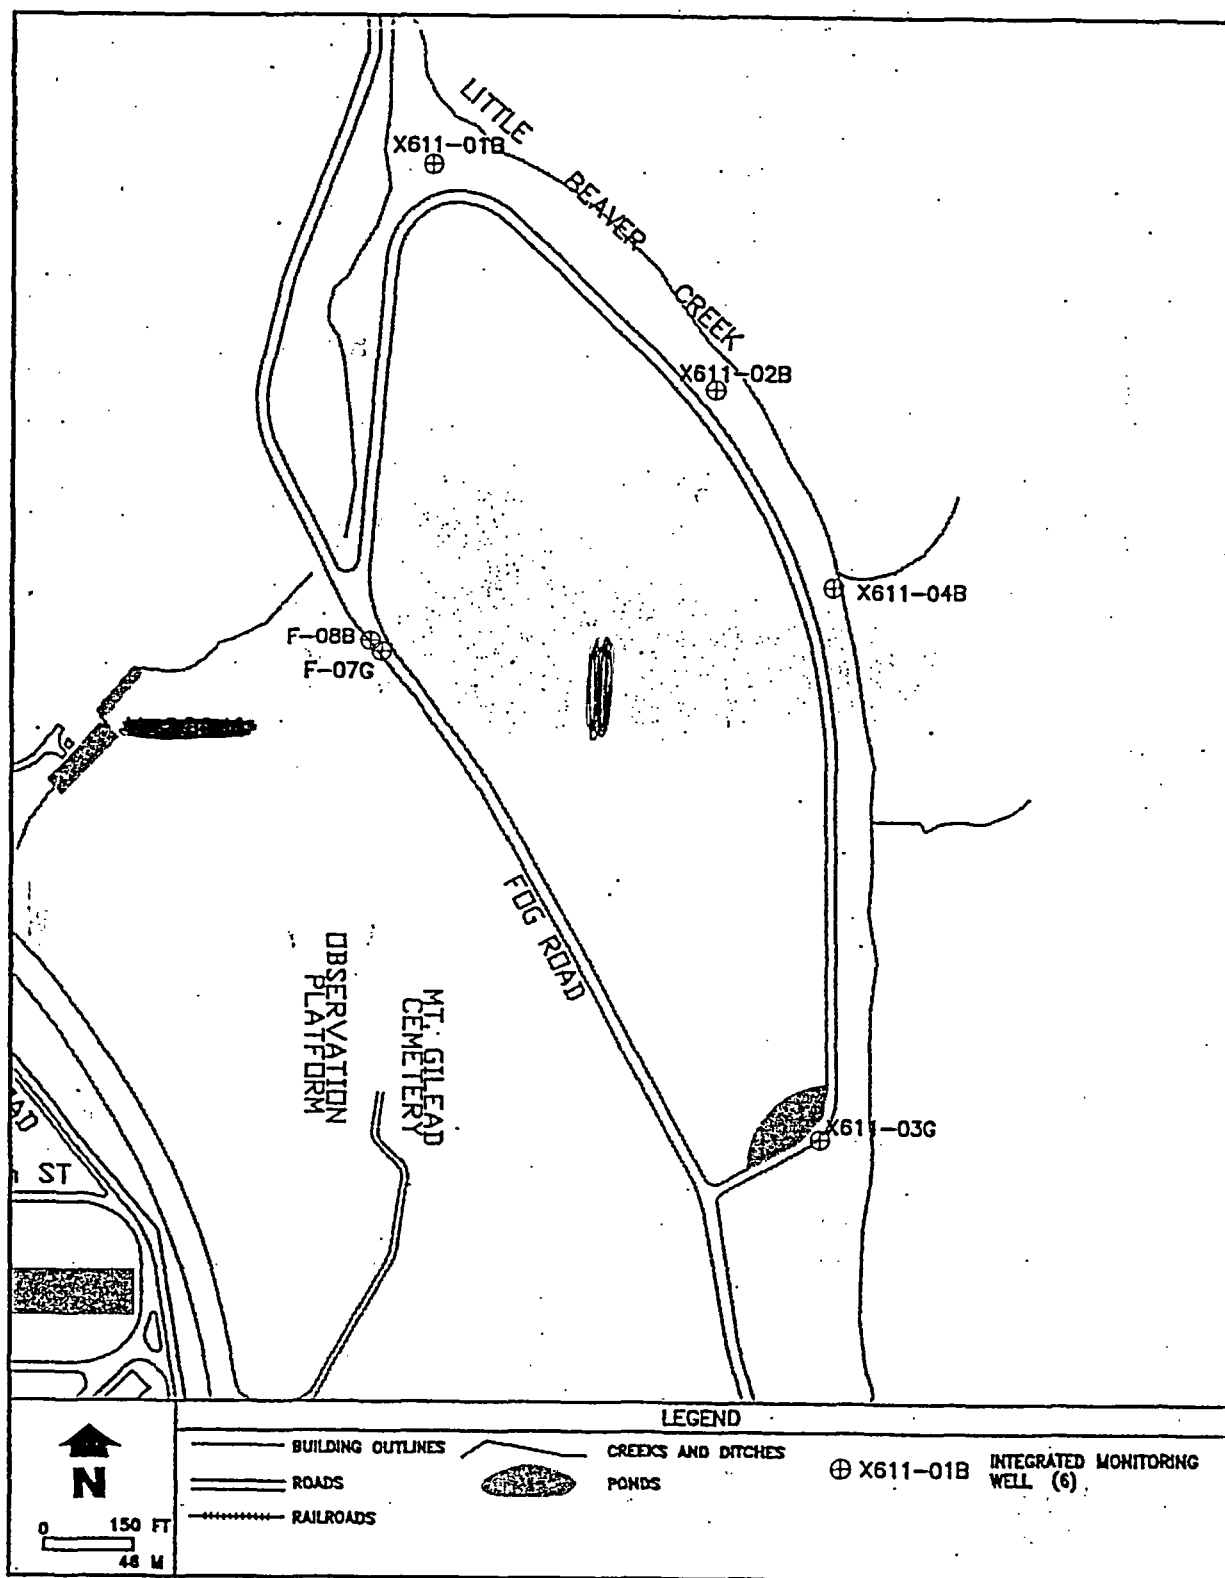 LITTLE
X611-01B
BEAVER
CREEK
X611-02B
X611-04B
F-08B
F-07G
FOG ROAD
OBSERVATION
PLATFORM
MT. GILEAD
CEMETERY
X611-03G
AD
ST
LEGEND
BUILDING OUTLINES
CREEKS AND DITCHES
X611-01B
INTEGRATED MONITORING
WELL (6)
ROADS
PONDS
RAILROADS
N
0 150 FT
46 M